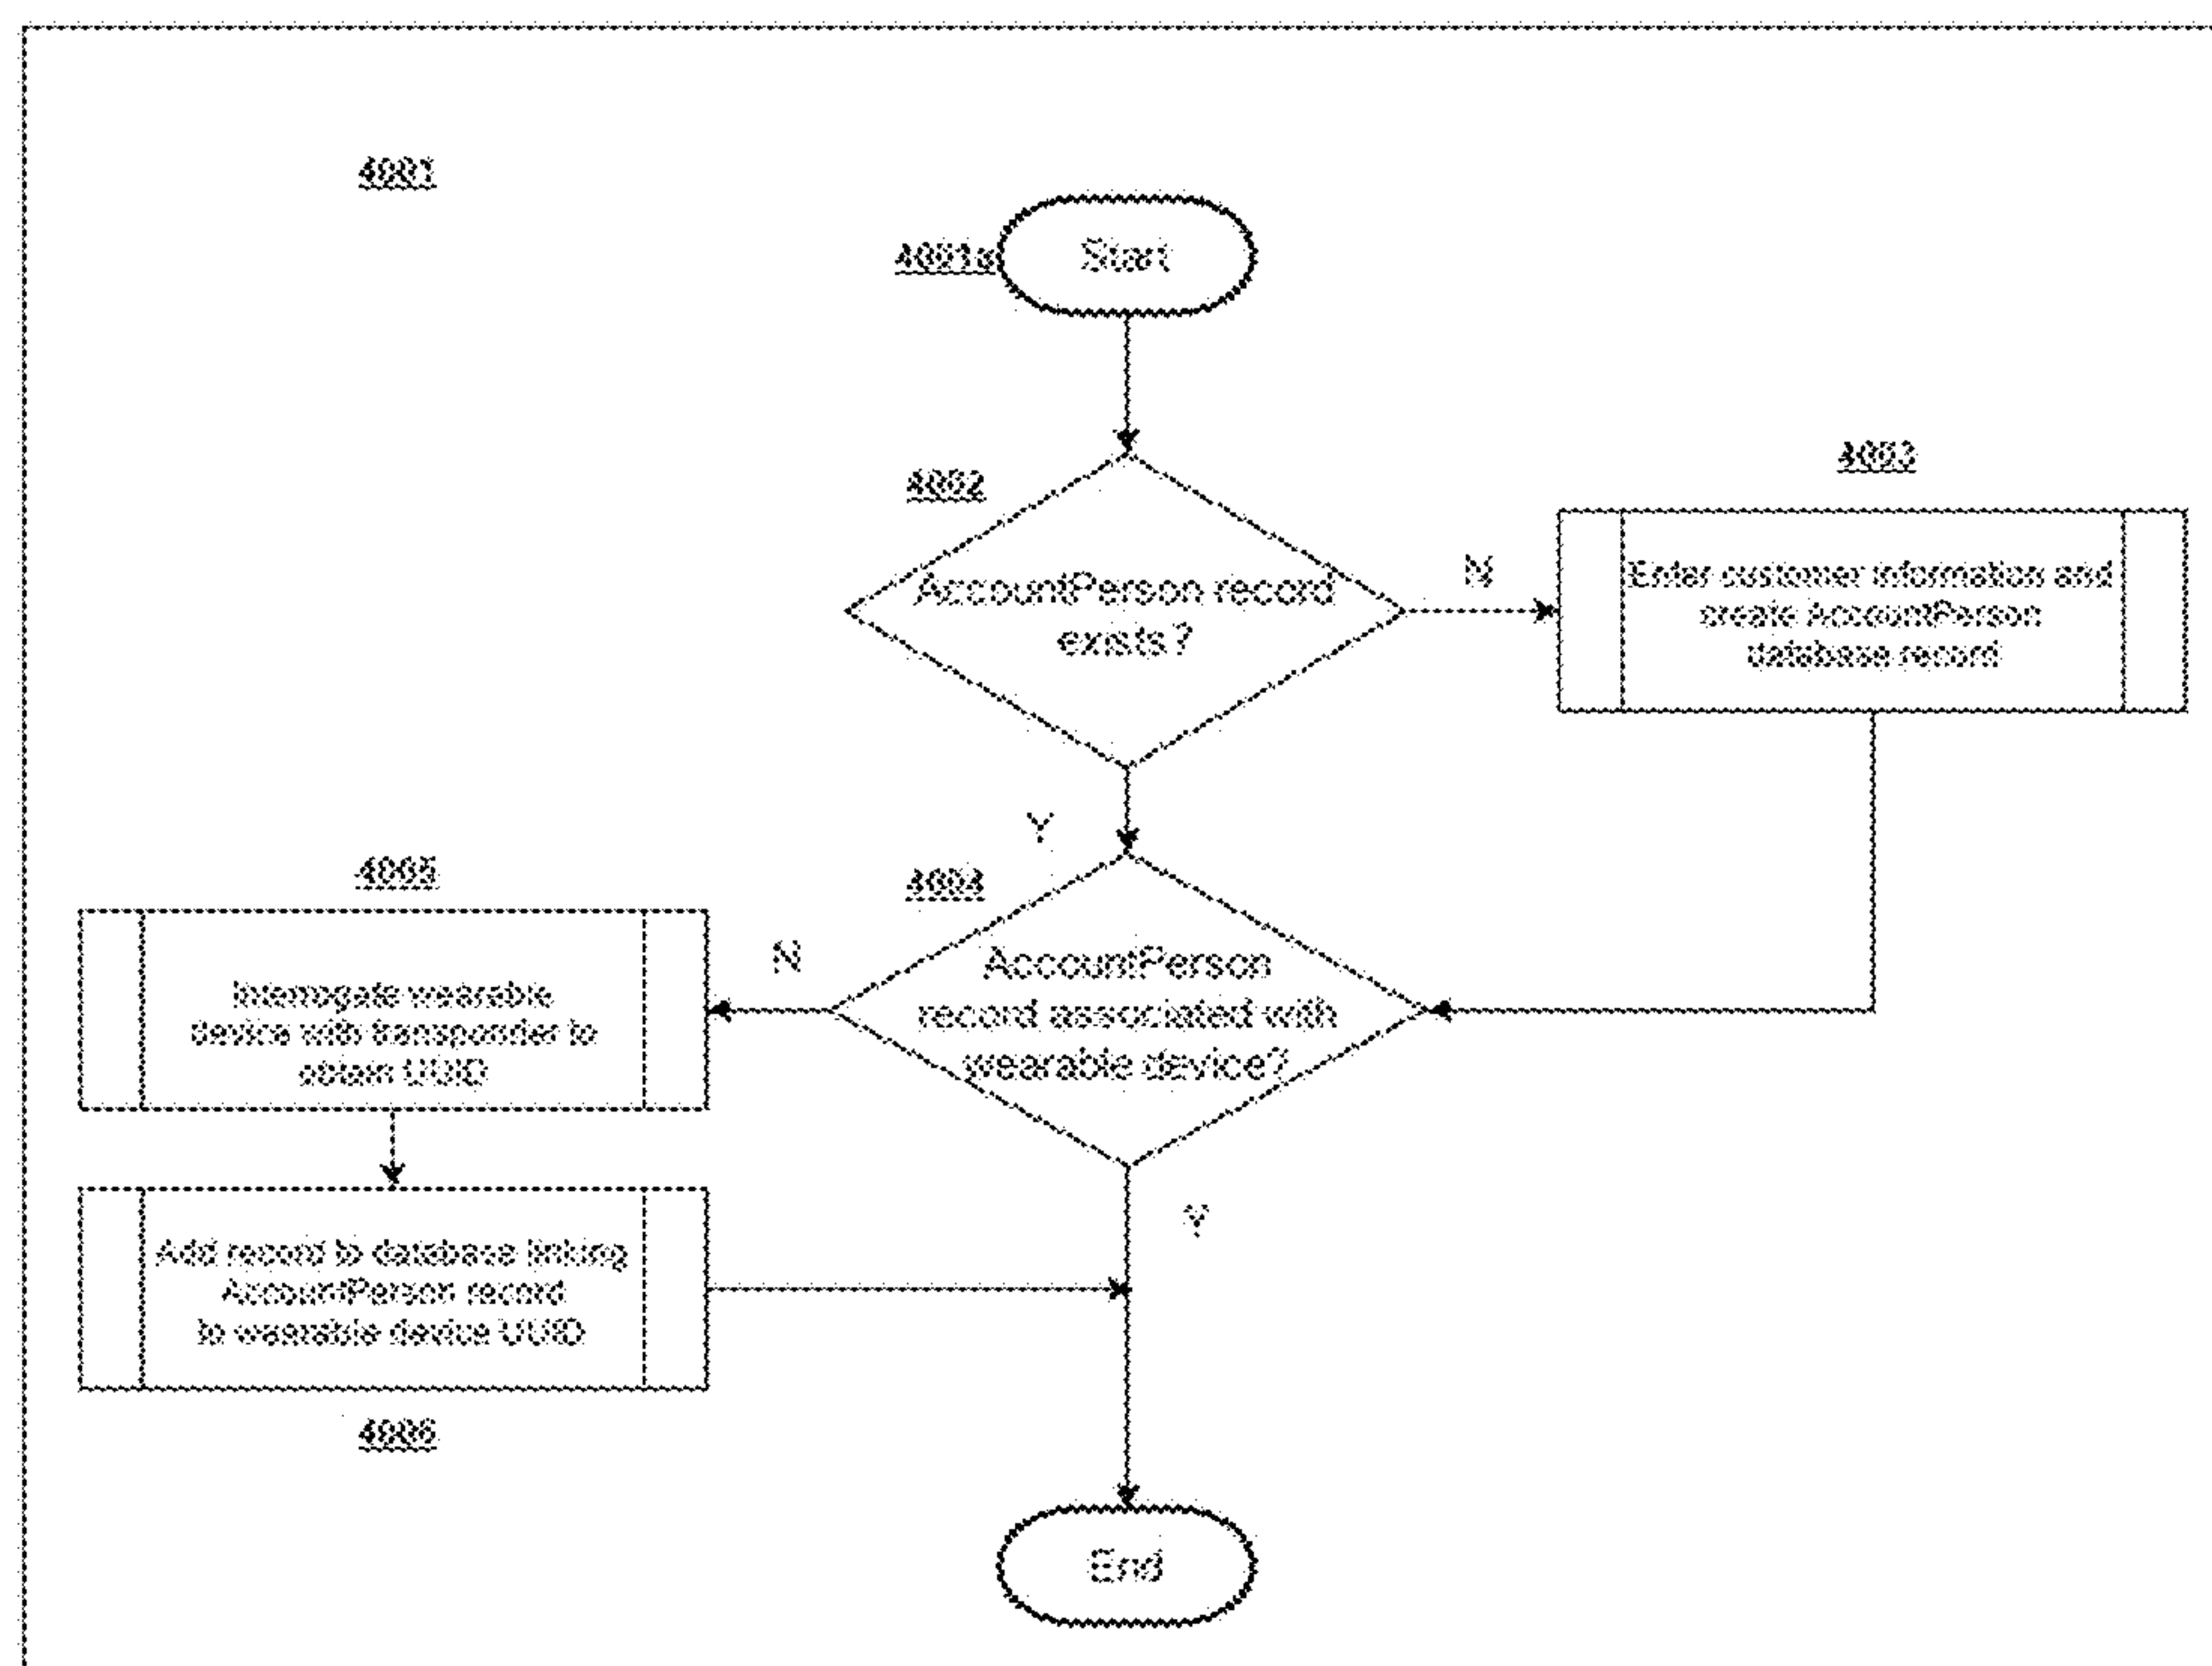 4001
4001a
Start
4002
AccountPerson record
exists?
N
4003
Enter customer information and
create AccountPerson
database record
Y
4004
AccountPerson
record associated with
wearable device?
N
4005
Interrogate wearable
device with transponder to
obtain UUID
Add record to database linking
AccountPerson record
to wearable device UUID
4006
Y
End